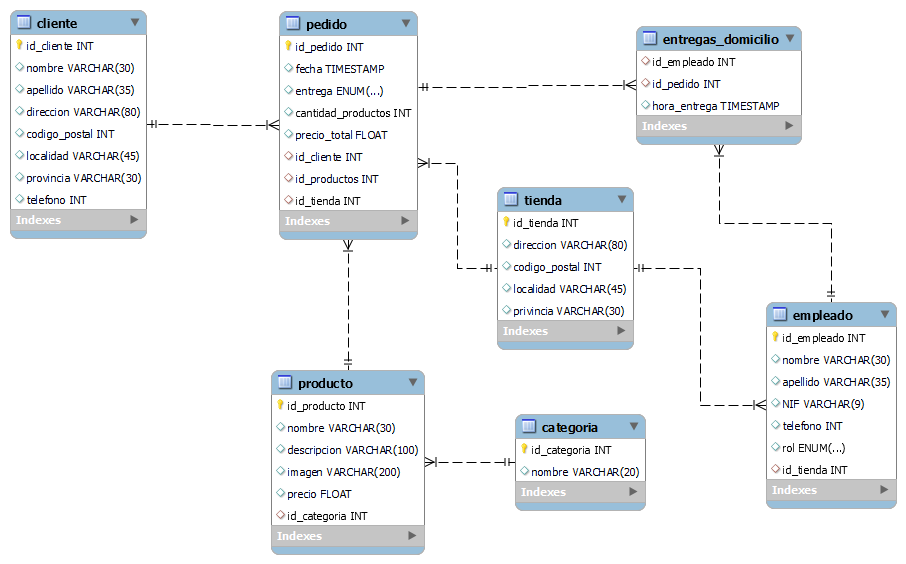 cliente
id_cliente INT
nombre VARCHAR(30)
apellido VARCHAR(35)
direccion VARCHAR(80)
codigo_postal INT
localidad VARCHAR(45)
provincia VARCHAR(30)
telefono INT
Indexes
pedido
id_pedido INT
fecha TIMESTAMP
entrega ENUM(...)
cantidad_productos INT
precio_total FLOAT
id_cliente INT
id_productos INT
id_tienda INT
Indexes
entregas_domicilio
id_empleado INT
id_pedido INT
hora_entrega TIMESTAMP
Indexes
tienda
id_tienda INT
direccion VARCHAR(80)
codigo_postal INT
localidad VARCHAR(45)
privincia VARCHAR(30)
Indexes
empleado
id_empleado INT
nombre VARCHAR(30)
apellido VARCHAR(35)
NIF VARCHAR(9)
telefono INT
rol ENUM(...)
id_tienda INT
Indexes
producto
id_producto INT
nombre VARCHAR(30)
descripcion VARCHAR(100)
imagen VARCHAR(200)
precio FLOAT
id_categoria INT
Indexes
categoria
id_categoria INT
nombre VARCHAR(20)
Indexes